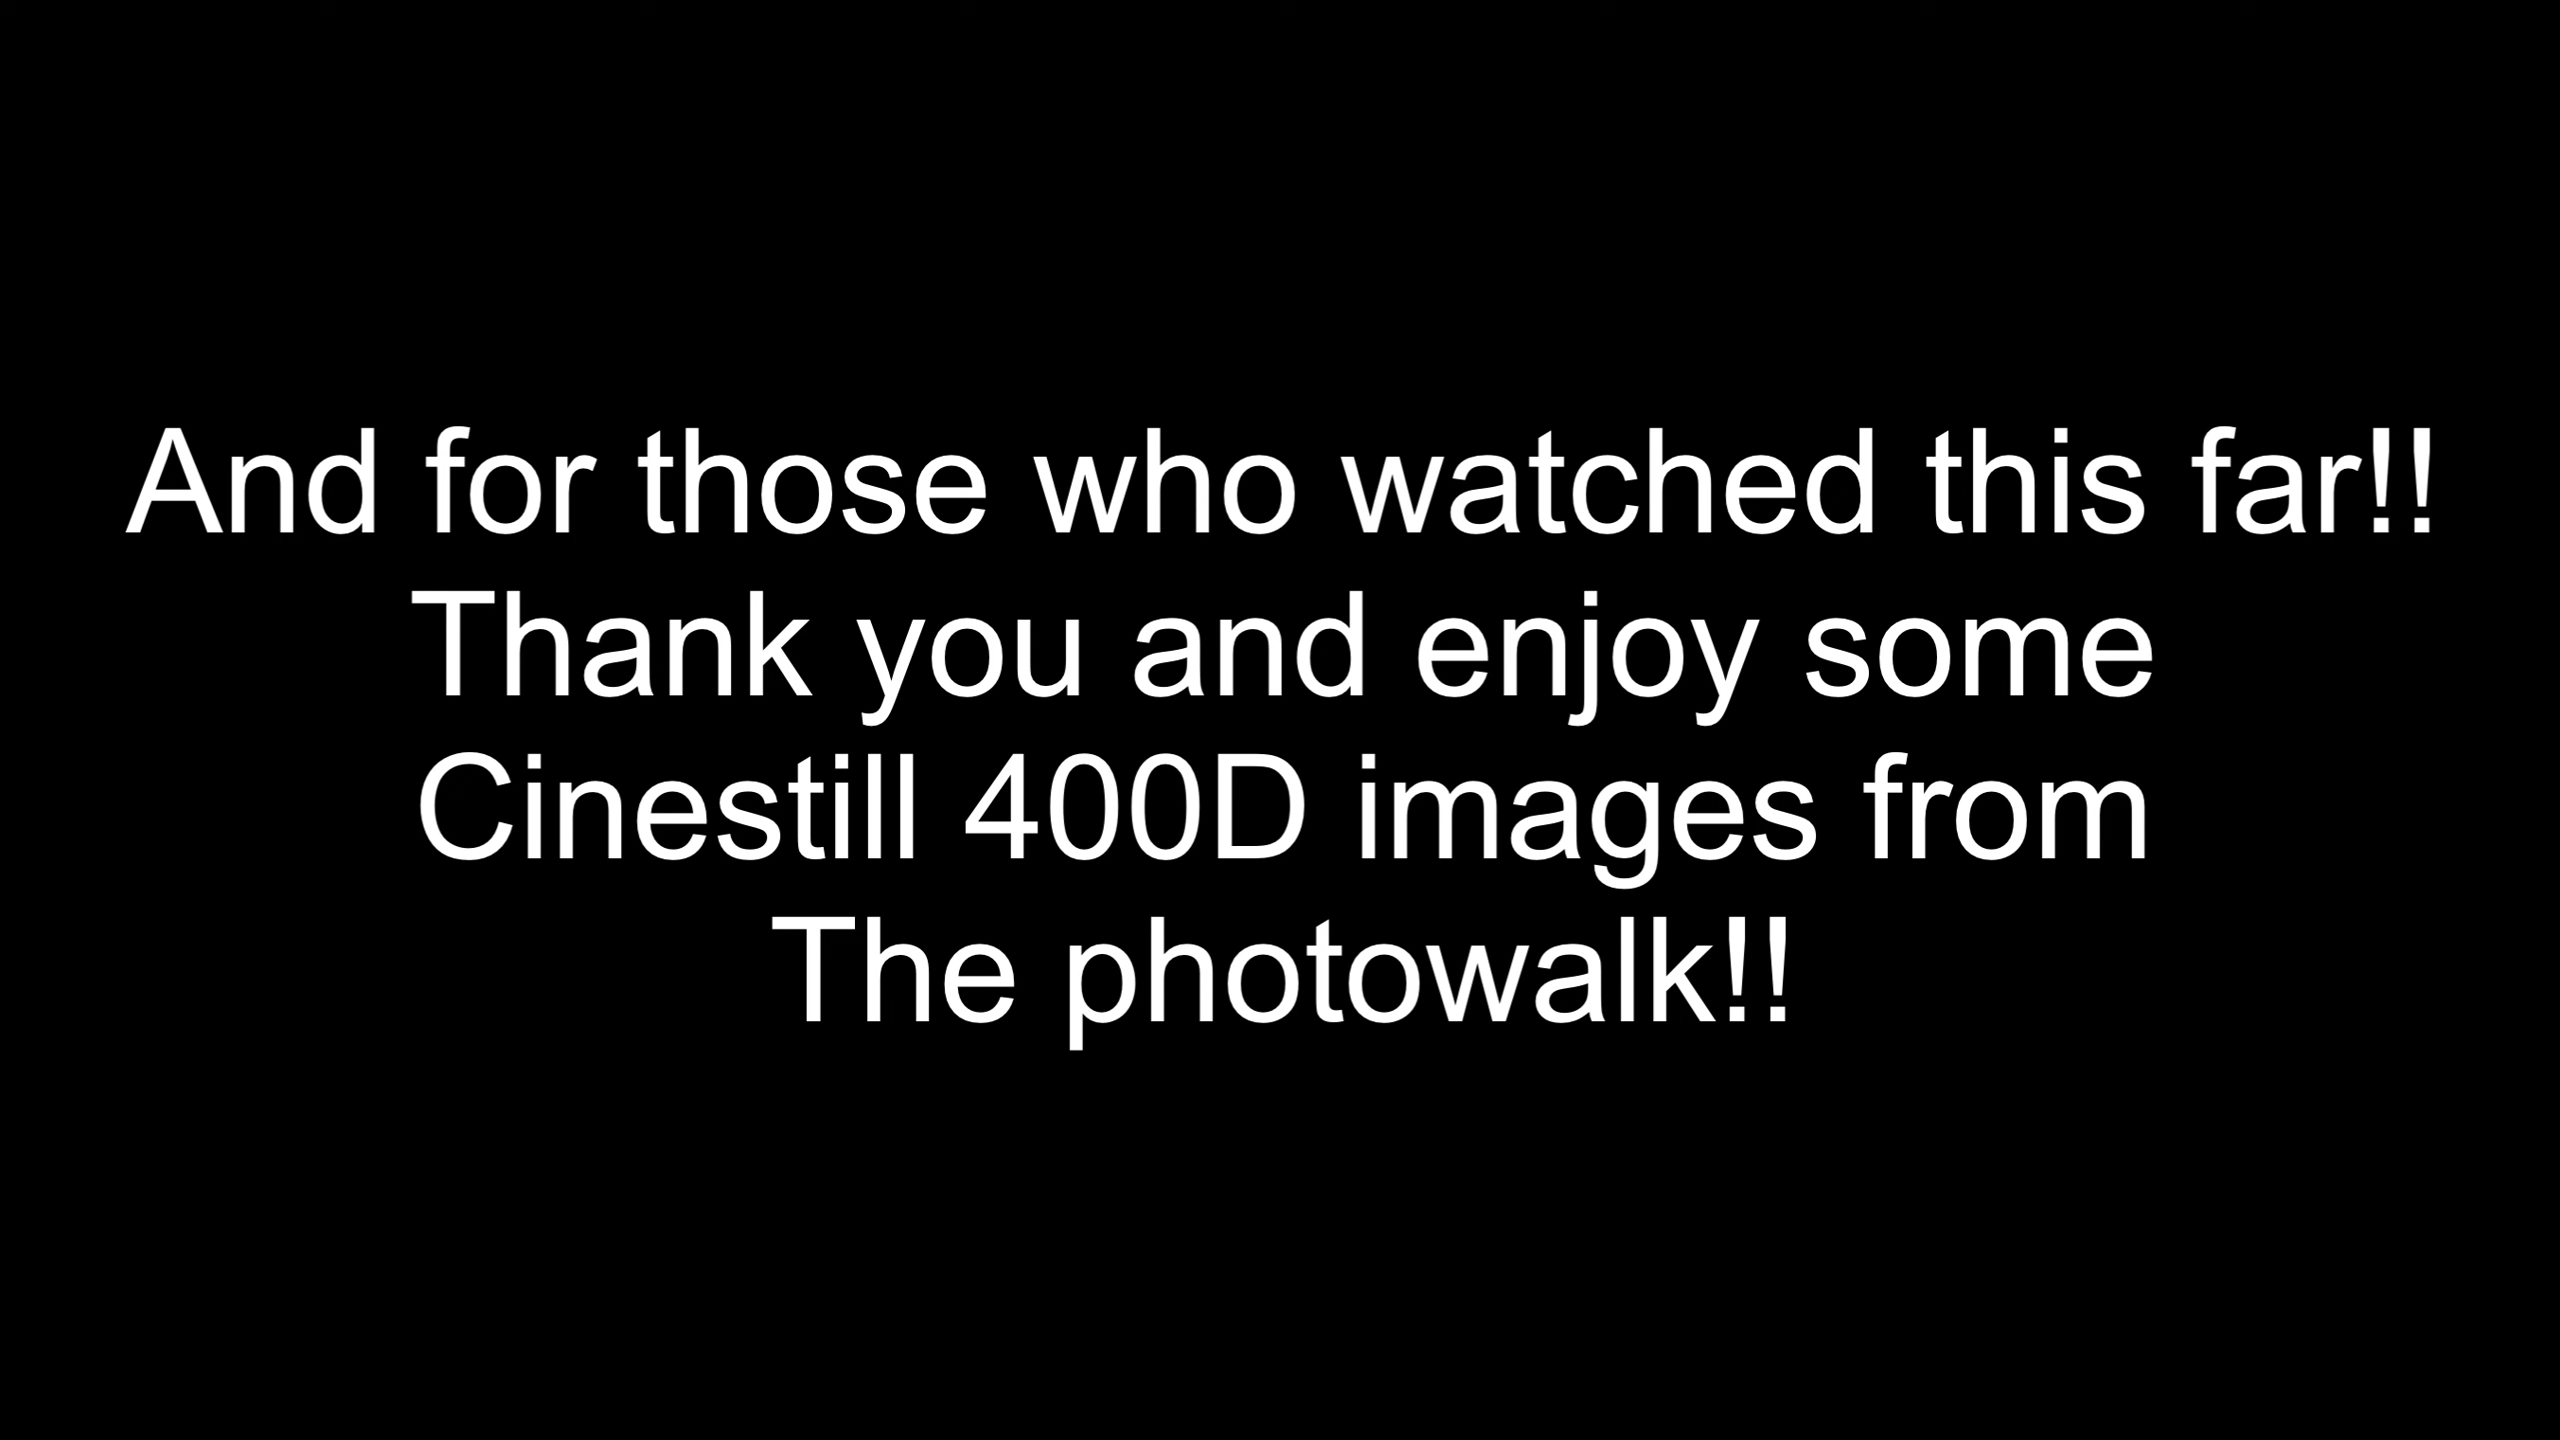 And for those who watched this far!!
Thank you and enjoy some
Cinestill 400D images from
The photowalk!!